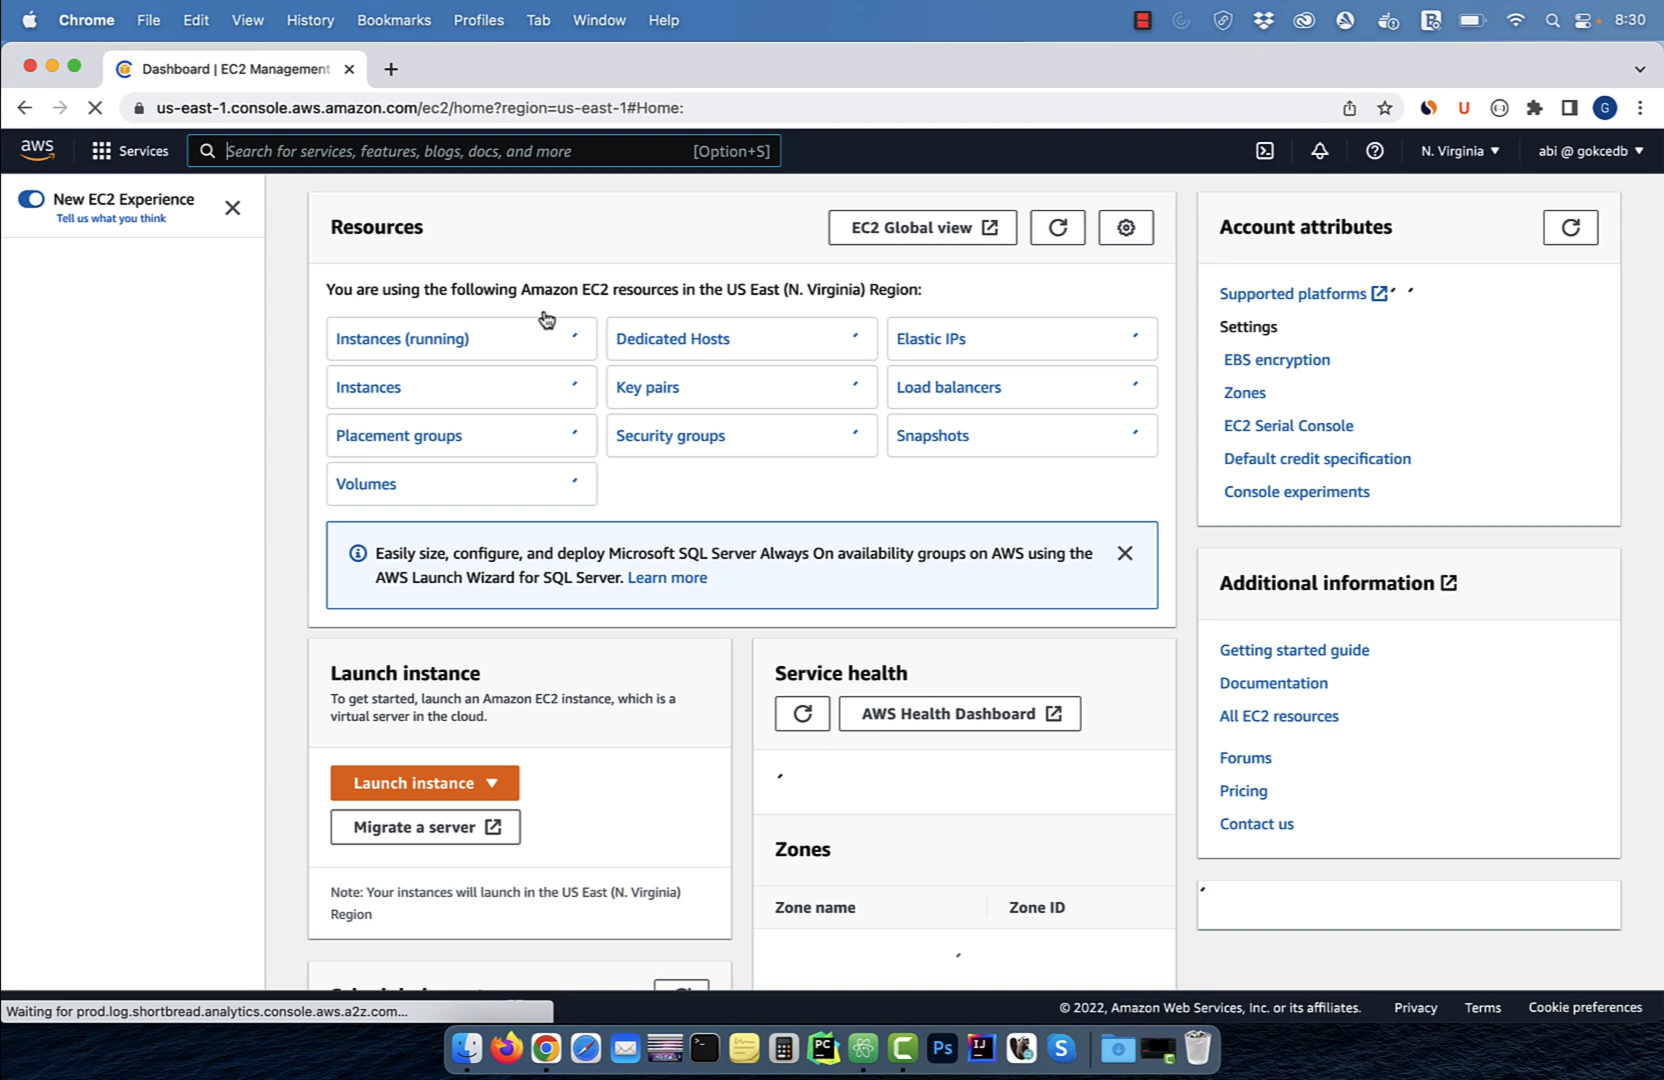 Chrome File Edit View History Bookmarks Profiles Tab Window Help 8:30
Dashboard | EC2 Management
us-east-1.console.aws.amazon.com/ec2/home?region=us-east-1#Home:
G
aws Services Search for services, features, blogs, docs, and more [Option+S] N. Virginia abi @ gokcedb
New EC2 Experience
Tell us what you think
Resources
EC2 Global view
You are using the following Amazon EC2 resources in the US East (N. Virginia) Region:
Instances (running) Dedicated Hosts Elastic IPs
Instances Key pairs Load balancers
Placement groups Security groups Snapshots
Volumes
Easily size, configure, and deploy Microsoft SQL Server Always On availability groups on AWS using the
AWS Launch Wizard for SQL Server. Learn more
Launch instance
To get started, launch an Amazon EC2 instance, which is a
virtual server in the cloud.
Launch instance
Migrate a server
Note: Your instances will launch in the US East (N. Virginia)
Region
Service health
AWS Health Dashboard
Zones
Zone name Zone ID
Account attributes
Supported platforms
Settings
EBS encryption
Zones
EC2 Serial Console
Default credit specification
Console experiments
Additional information
Getting started guide
Documentation
All EC2 resources
Forums
Pricing
Contact us
Waiting for prod.log.shortbread.analytics.console.aws.a2z.com...
© 2022, Amazon Web Services, Inc. or its affiliates. Privacy Terms Cookie preferences
PC Ps IJ